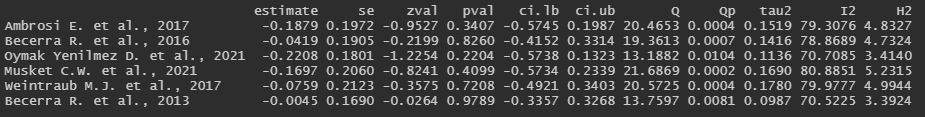 estimate se zval pval ci.lb ci.ub Q Qp tau2 I2 H2
Ambrosi E. et al., 2017 -0.1879 0.1972 -0.9527 0.3407 -0.5745 0.1987 20.4653 0.0004 0.1519 79.3076 4.8327
Becerra R. et al., 2016 -0.0419 0.1905 -0.2199 0.8260 -0.4152 0.3314 19.3613 0.0007 0.1416 78.8689 4.7324
Oymak Yenilmez D. et al., 2021 -0.2208 0.1801 -1.2254 0.2204 -0.5738 0.1323 13.1882 0.0104 0.1136 70.7085 3.4140
Musket C.W. et al., 2021 -0.1697 0.2060 -0.8241 0.4099 -0.5734 0.2339 21.6869 0.0002 0.1690 80.8851 5.2315
Weintraub M.J. et al., 2017 -0.0759 0.2123 -0.3575 0.7208 -0.4921 0.3403 20.5725 0.0004 0.1780 79.9777 4.9944
Becerra R. et al., 2013 -0.0045 0.1690 -0.0264 0.9789 -0.3357 0.3268 13.7597 0.0081 0.0987 70.5225 3.3924